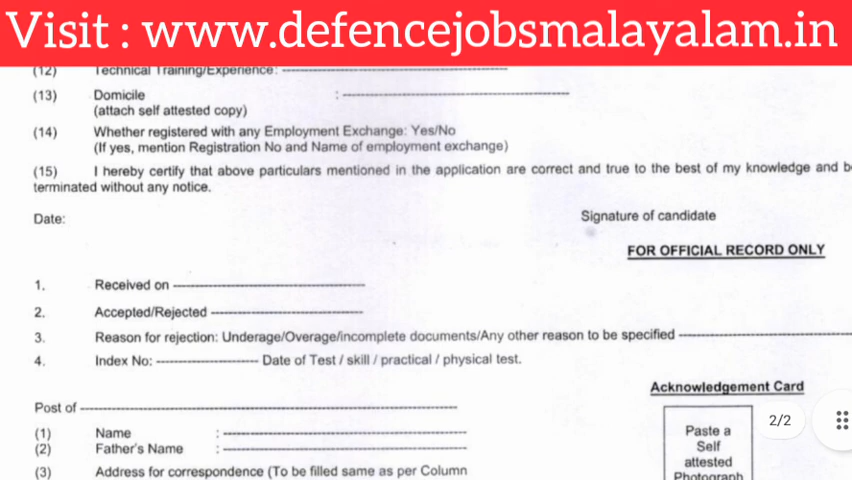 Visit : www.defencejobsmalayalam.in
(12) Technical Training/Experience: ------------------------------
(13) Domicile : ------------------------------
(attach self attested copy)
(14) Whether registered with any Employment Exchange: Yes/No
(If yes, mention Registration No and Name of employment exchange)
(15) I hereby certify that above particulars mentioned in the application are correct and true to the best of my knowledge and b
terminated without any notice.
Date: Signature of candidate
FOR OFFICIAL RECORD ONLY
1. Received on ------------------------------
2. Accepted/Rejected ------------------------------
3. Reason for rejection: Underage/Overage/incomplete documents/Any other reason to be specified ------------------------------
4. Index No: -------------------- Date of Test / skill / practical / physical test.
Acknowledgement Card
Post of ------------------------------
2/2
(1) Name : ------------------------------
(2) Father's Name : ------------------------------
(3) Address for correspondence (To be filled same as per Column
Paste a
Self
attested
Photograph